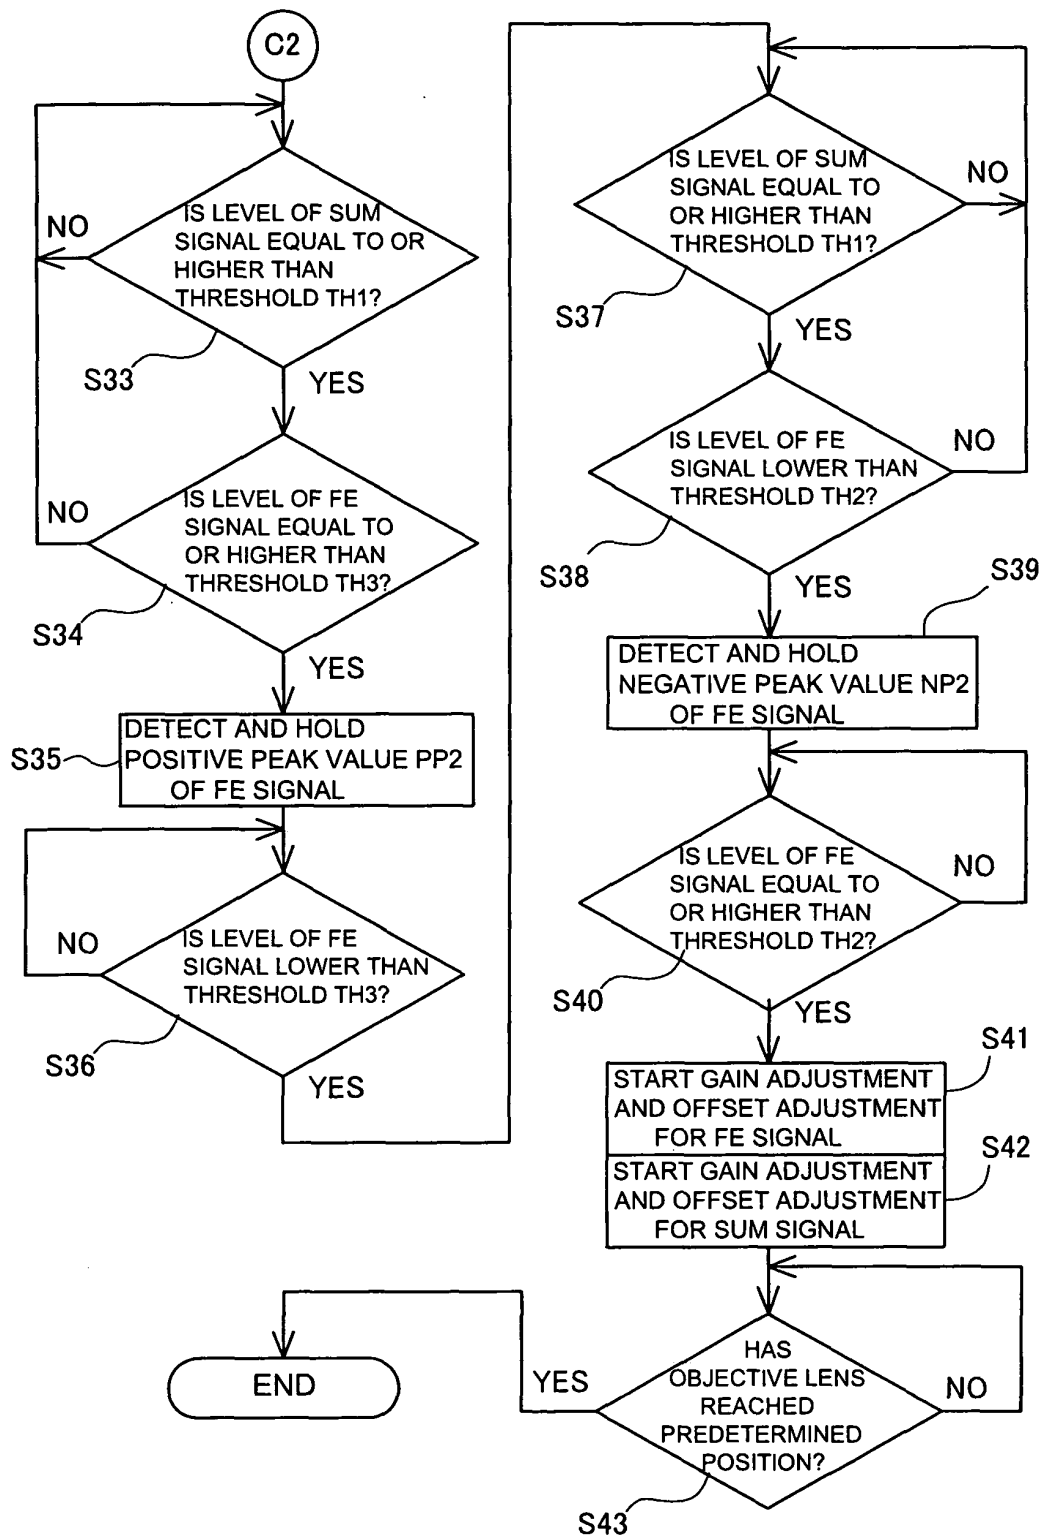 C2
IS LEVEL OF SUM
SIGNAL EQUAL TO OR
HIGHER THAN
THRESHOLD TH1?
NO
S33
YES
IS LEVEL OF FE
SIGNAL EQUAL TO
OR HIGHER THAN
THRESHOLD TH3?
NO
S34
YES
DETECT AND HOLD
POSITIVE PEAK VALUE PP2
OF FE SIGNAL
S35
IS LEVEL OF FE
SIGNAL LOWER THAN
THRESHOLD TH3?
NO
S36
YES
IS LEVEL OF SUM
SIGNAL EQUAL TO
OR HIGHER THAN
THRESHOLD TH1?
NO
S37
YES
IS LEVEL OF FE
SIGNAL LOWER THAN
THRESHOLD TH2?
NO
S38
YES
S39
DETECT AND HOLD
NEGATIVE PEAK VALUE NP2
OF FE SIGNAL
IS LEVEL OF FE
SIGNAL EQUAL TO
OR HIGHER THAN
THRESHOLD TH2?
NO
S40
YES
S41
START GAIN ADJUSTMENT
AND OFFSET ADJUSTMENT
FOR FE SIGNAL
S42
START GAIN ADJUSTMENT
AND OFFSET ADJUSTMENT
FOR SUM SIGNAL
HAS
OBJECTIVE LENS
REACHED
PREDETERMINED
POSITION?
YES
NO
S43
END